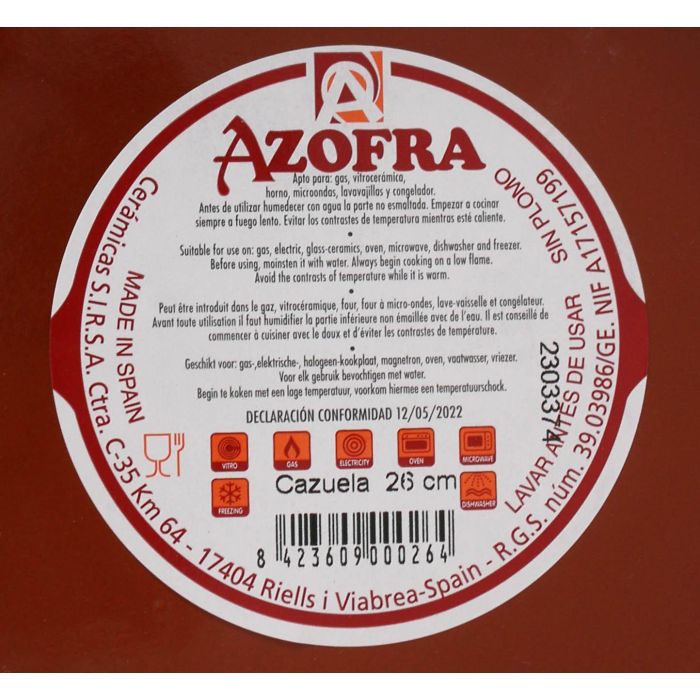 AZOFRA
Apto para: gas, vitrocerámica,
horno, microondas, lavavajillas y congelador.
Antes de utilizar humedecer con agua la parte no esmaltada. Empezar a cocinar
siempre a fuego lento. Evitar los contrastes de temperatura mientras esté caliente.
Suitable for use on: gas, electric, glass-ceramics, oven, microwave, dishwasher and freezer.
Before using, moinsten it with water. Always begin cooking on a low flame.
Avoid the contrasts of temperature while it is warm.
Peut être introduit dans le gaz, vitrocéramique, four, four à micro-ondes, lave-vaisselle et congélateur.
Avant toute utilisation il faut humidifier la partie inférieure non émaillée avec de l'eau. Il est conseillé de
commencer à cuisiner avec le doux et d'éviter les contrastes de température.
Geschikt voor: gas-,elektrische-, halogeen-kookplaat, magnetron, oven, vaatwasser, vriezer.
Voor elk gebruik bevochtigen met water.
Begin te koken met een lage temperatuur, voorkom hiermee een temperatuurschock.
DECLARACIÓN CONFORMIDAD 12/05/2022
VITRO
GAS
ELECTRICITY
OVEN
MICROWAVE
FREEZING
Cazuela 26 cm
DISHWASHER
8 423609 000264
MADE IN SPAIN
SIN PLOMO
LAVAR ANTES DE USAR
2303374
Cerámicas S.I.R.S.A. Ctra. C-35 Km 64 - 17404 Riells i Viabrea-Spain - R.G.S. núm. 39.03986/GE. NIF A17157199